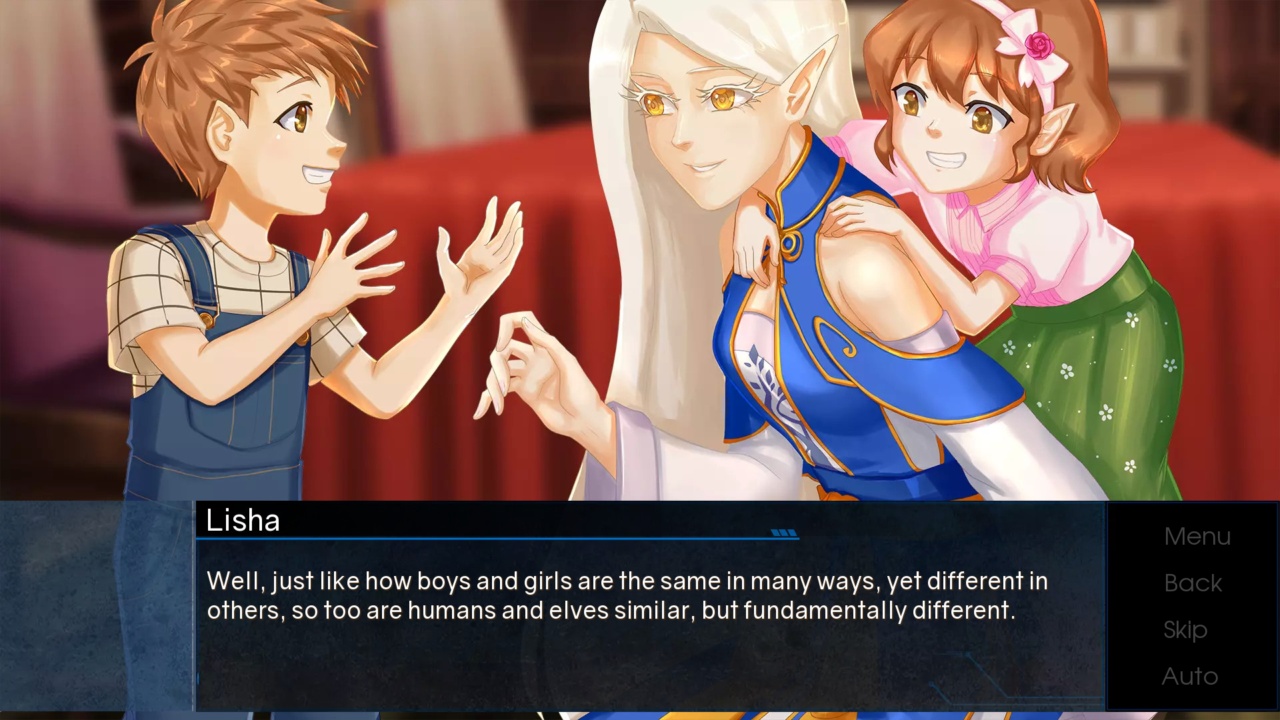 Lisha
Well, just like how boys and girls are the same in many ways, yet different in
others, so too are humans and elves similar, but fundamentally different.
Menu
Back
Skip
Auto